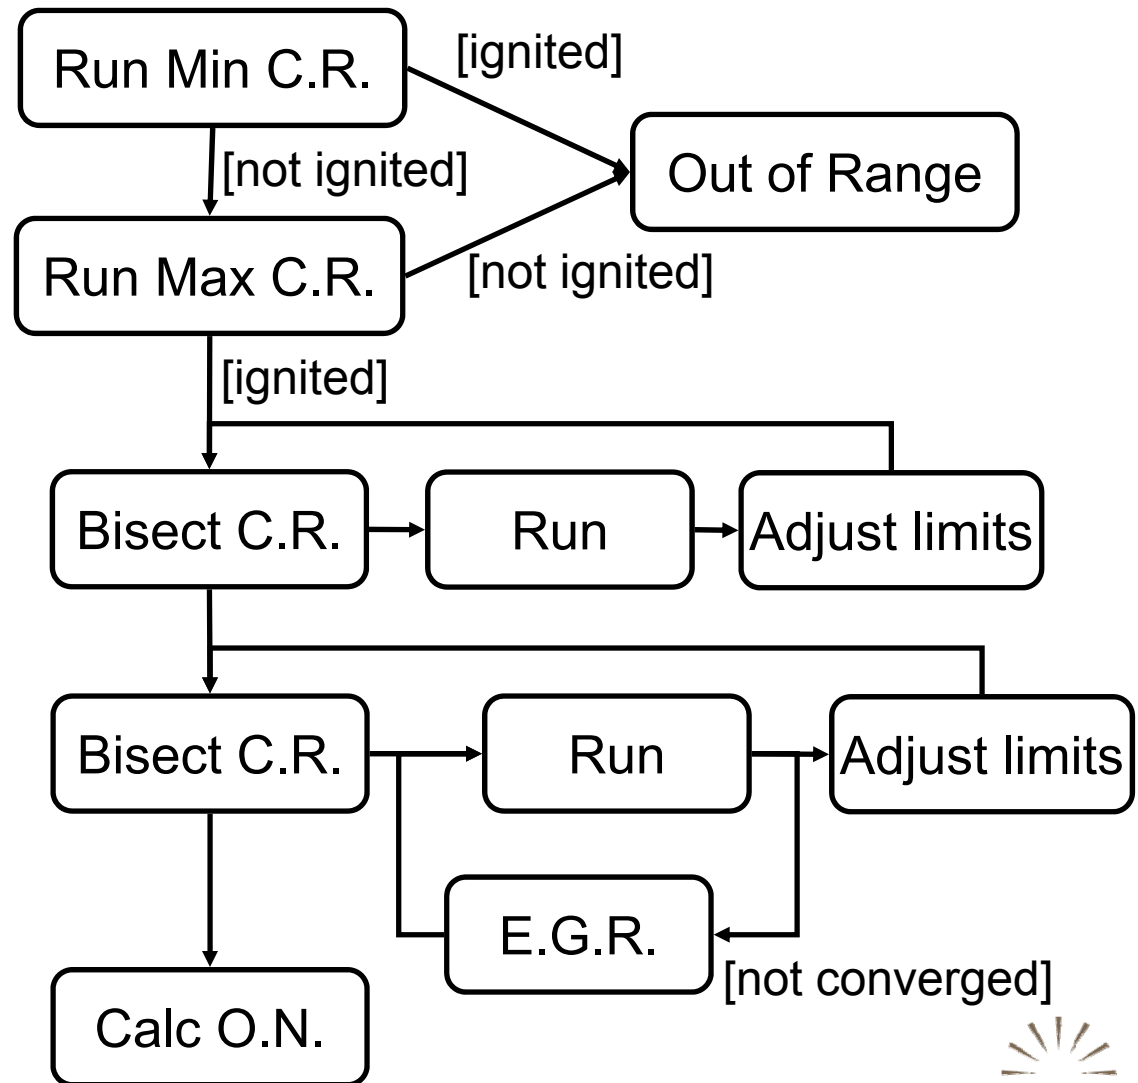 Run Min C.R.
[ignited]
Out of Range
[not ignited]
Run Max C.R.
[not ignited]
[ignited]
Bisect C.R.
Run
Adjust limits
Bisect C.R.
Run
Adjust limits
E.G.R.
[not converged]
Calc O.N.